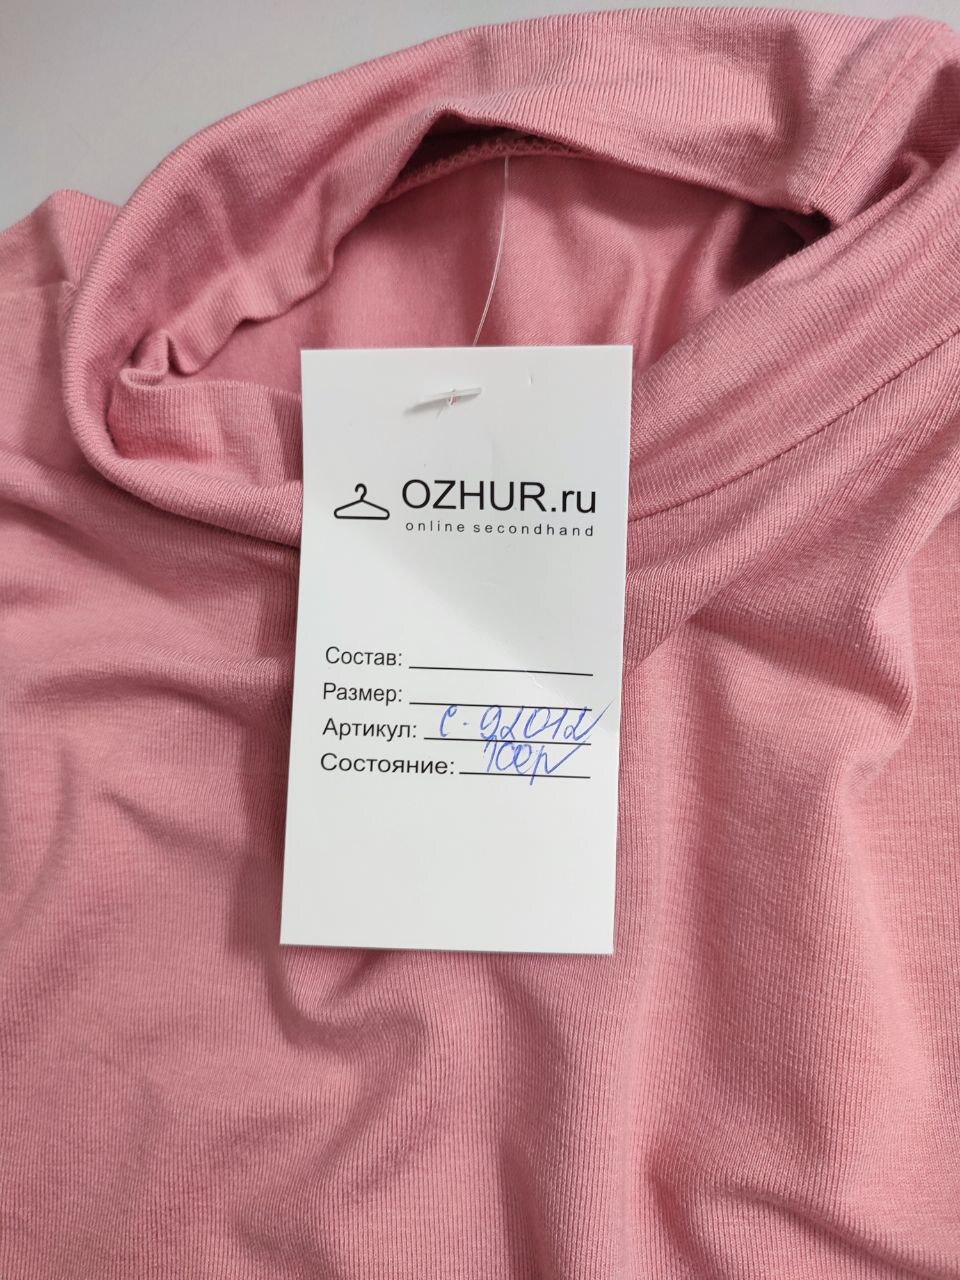 OZHUR.ru
online secondhand
Состав:
Размер:
Артикул: с-92012
Состояние: 100р